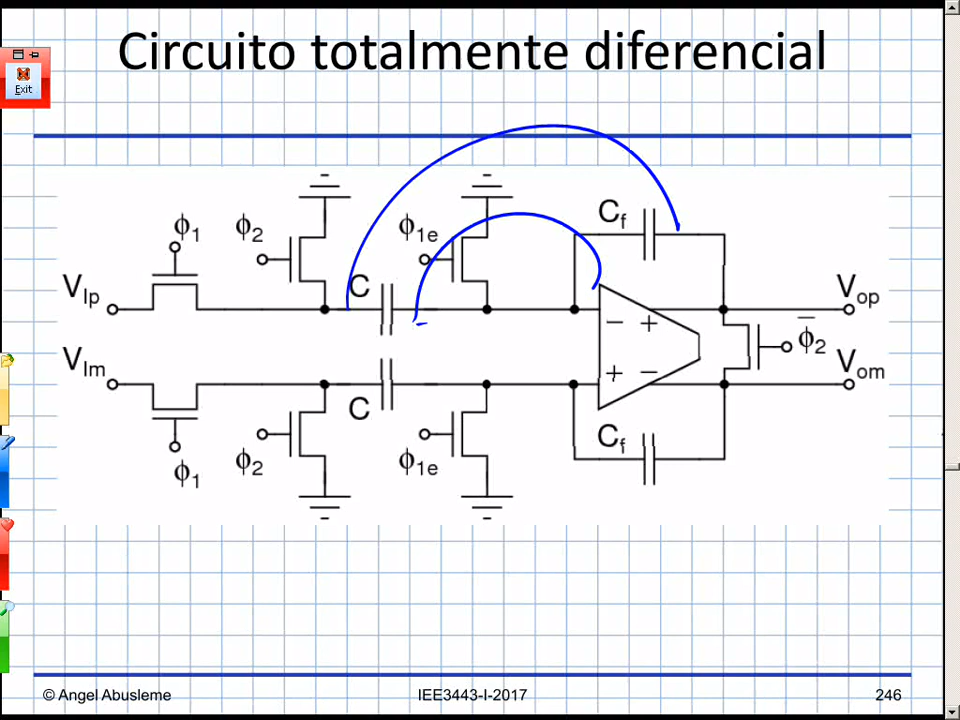 Circuito totalmente diferencial
Exit
ϕ1 ϕ2 ϕ1e Cf
VIp C Vop
− + ϕ̅2
VIm + − Vom
C
ϕ1 ϕ2 ϕ1e Cf
© Angel Abusleme IEE3443-I-2017 246